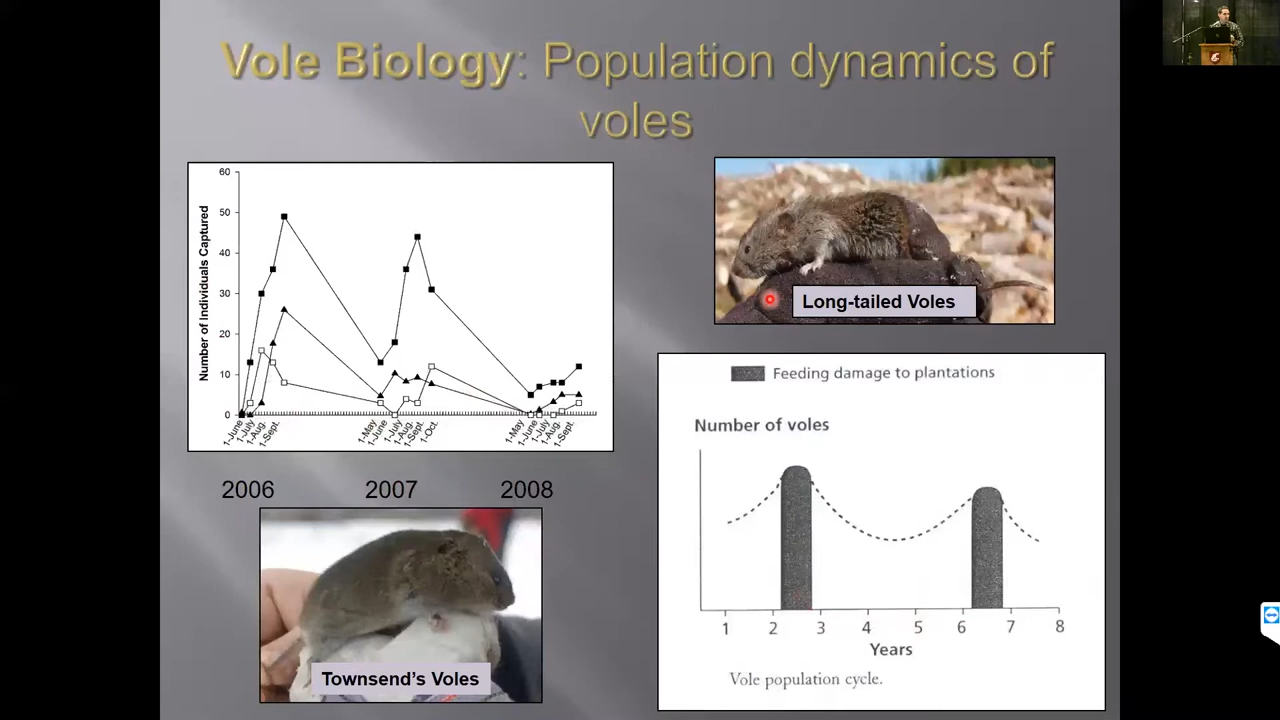 Vole Biology: Population dynamics of
voles
60
50
40
30
20
10
0
Number of Individuals Captured
1-June
1-July
1-Aug.
1-Sept.
1-May
1-June
1-July
1-Aug.
1-Sept.
1-Oct.
1-May
1-June
1-July
1-Aug.
1-Sept.
2006 2007 2008
Townsend's Voles
Long-tailed Voles
Feeding damage to plantations
Number of voles
1 2 3 4 5 6 7 8
Years
Vole population cycle.